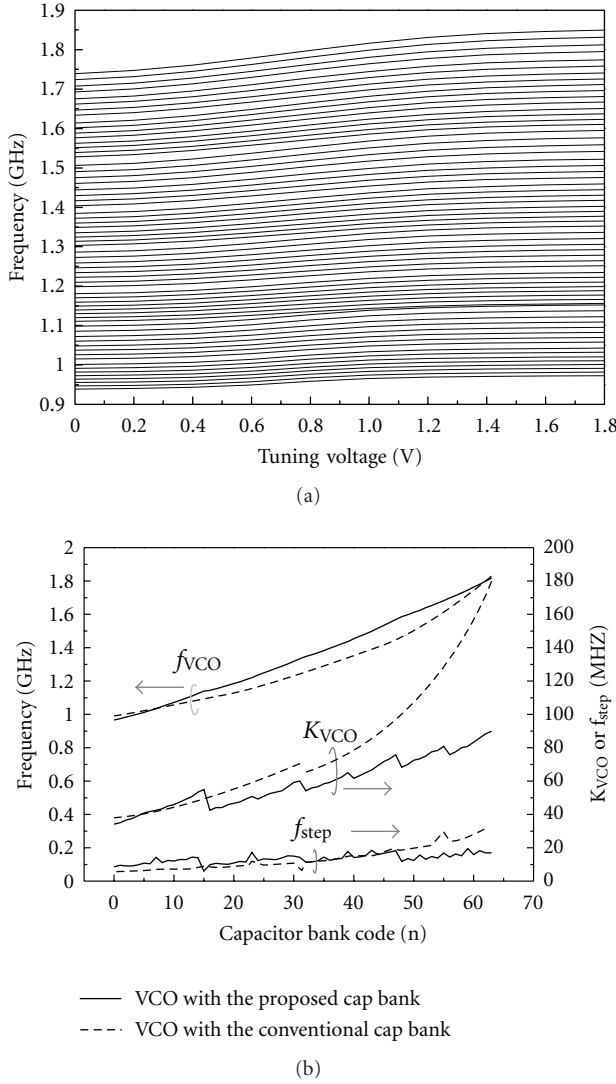 1.9
1.8
1.7
1.6
1.5
1.4
1.3
1.2
1.1
1
0.9
Frequency (GHz)
0 0.2 0.4 0.6 0.8 1.0 1.2 1.4 1.6 1.8
Tuning voltage (V)
(a)
2
1.8
1.6
1.4
1.2
1
0.8
0.6
0.4
0.2
0
Frequency (GHz)
200
180
160
140
120
100
80
60
40
20
0
KVCO or fstep (MHZ)
fVCO
KVCO
fstep
0 10 20 30 40 50 60 70
Capacitor bank code (n)
VCO with the proposed cap bank
VCO with the conventional cap bank
(b)